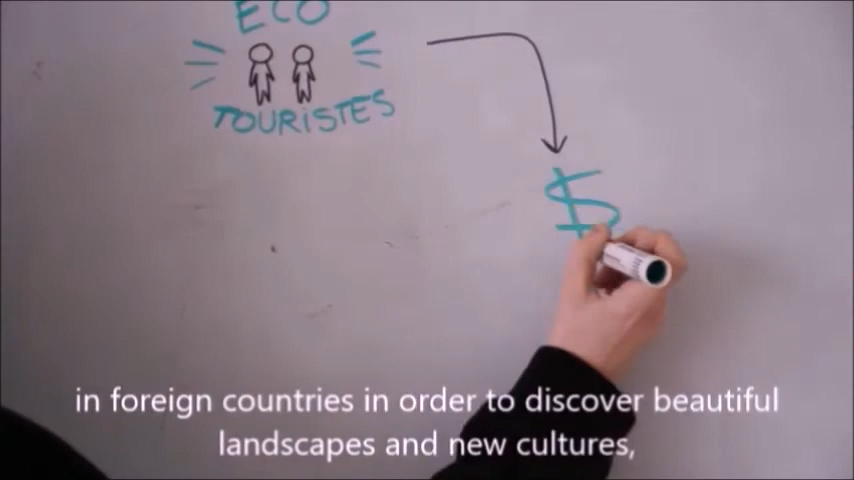 ECO
TOURiSTES
$
in foreign countries in order to discover beautiful
landscapes and new cultures,